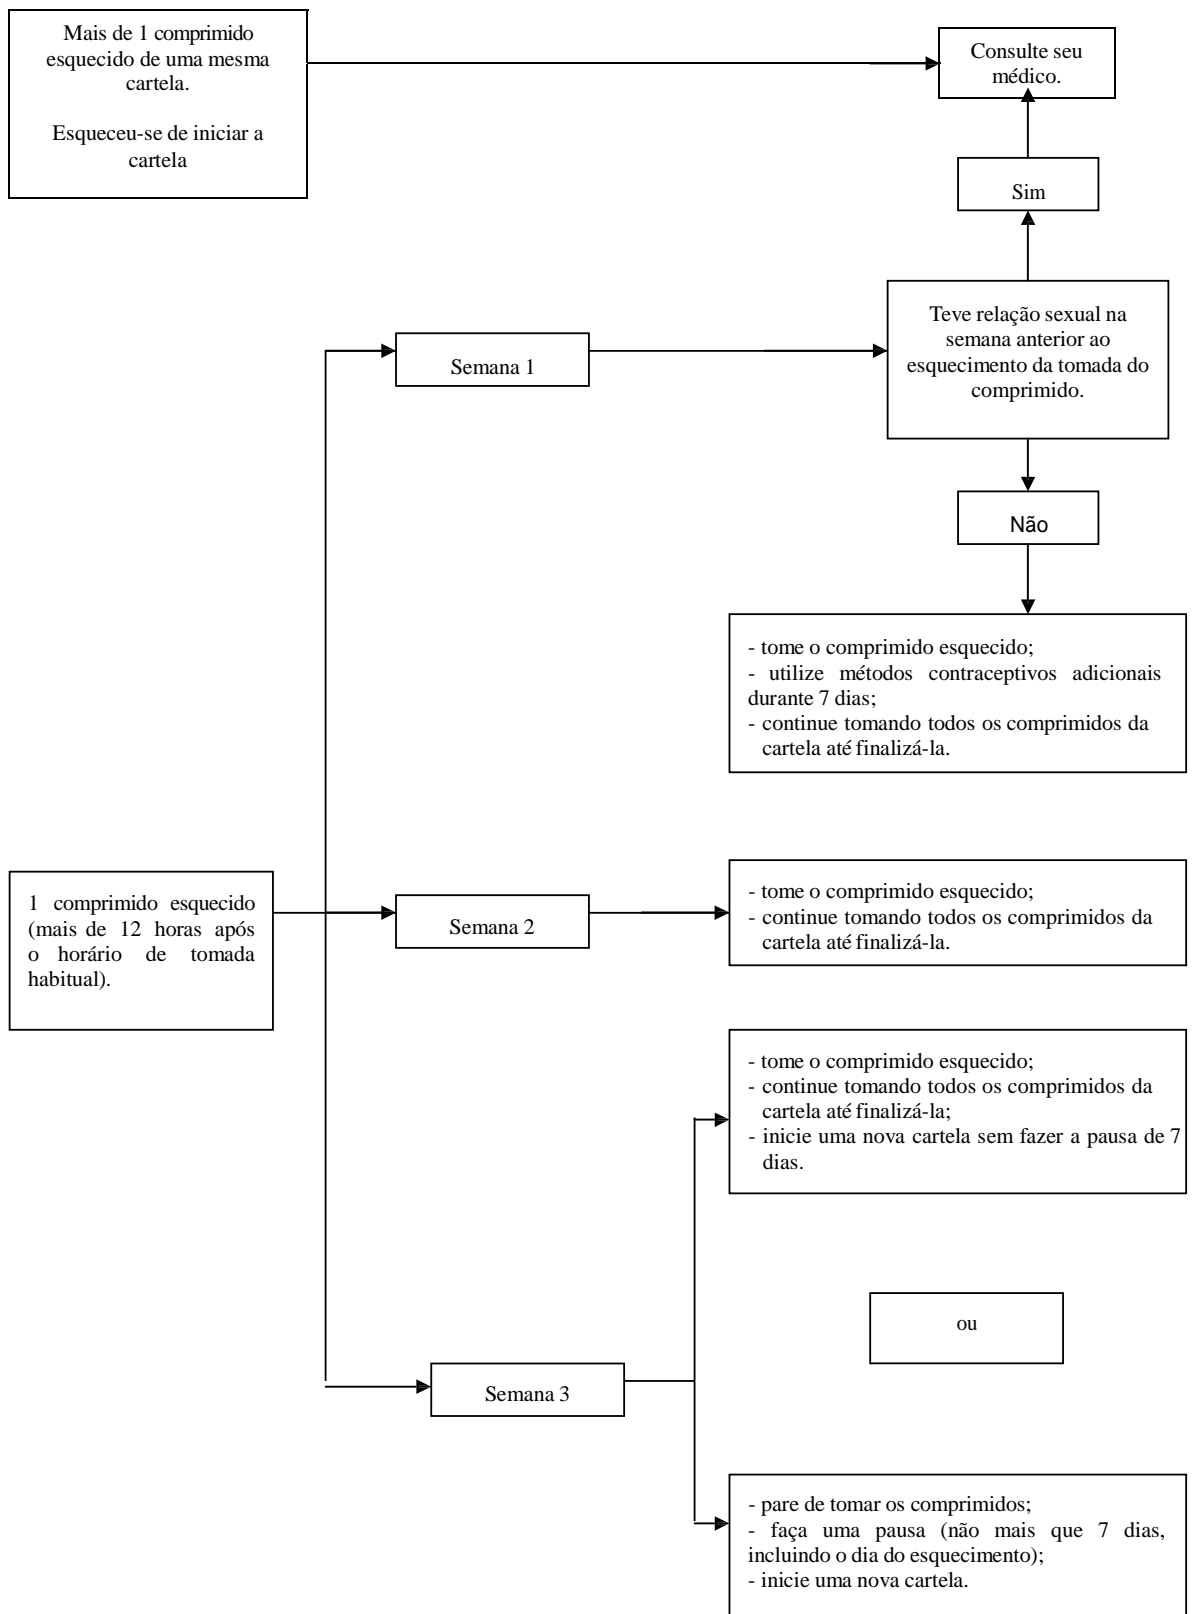 Mais de 1 comprimido
esquecido de uma mesma
cartela.
Esqueceu-se de iniciar a
cartela
Consulte seu
médico.
Sim
Teve relação sexual na
semana anterior ao
esquecimento da tomada do
comprimido.
Semana 1
Não
- tome o comprimido esquecido;
- utilize métodos contraceptivos adicionais
durante 7 dias;
- continue tomando todos os comprimidos da
cartela até finalizá-la.
1 comprimido esquecido
(mais de 12 horas após
o horário de tomada
habitual).
Semana 2
- tome o comprimido esquecido;
- continue tomando todos os comprimidos da
cartela até finalizá-la.
- tome o comprimido esquecido;
- continue tomando todos os comprimidos da
cartela até finalizá-la;
- inicie uma nova cartela sem fazer a pausa de 7
dias.
ou
Semana 3
- pare de tomar os comprimidos;
- faça uma pausa (não mais que 7 dias,
incluindo o dia do esquecimento);
- inicie uma nova cartela.